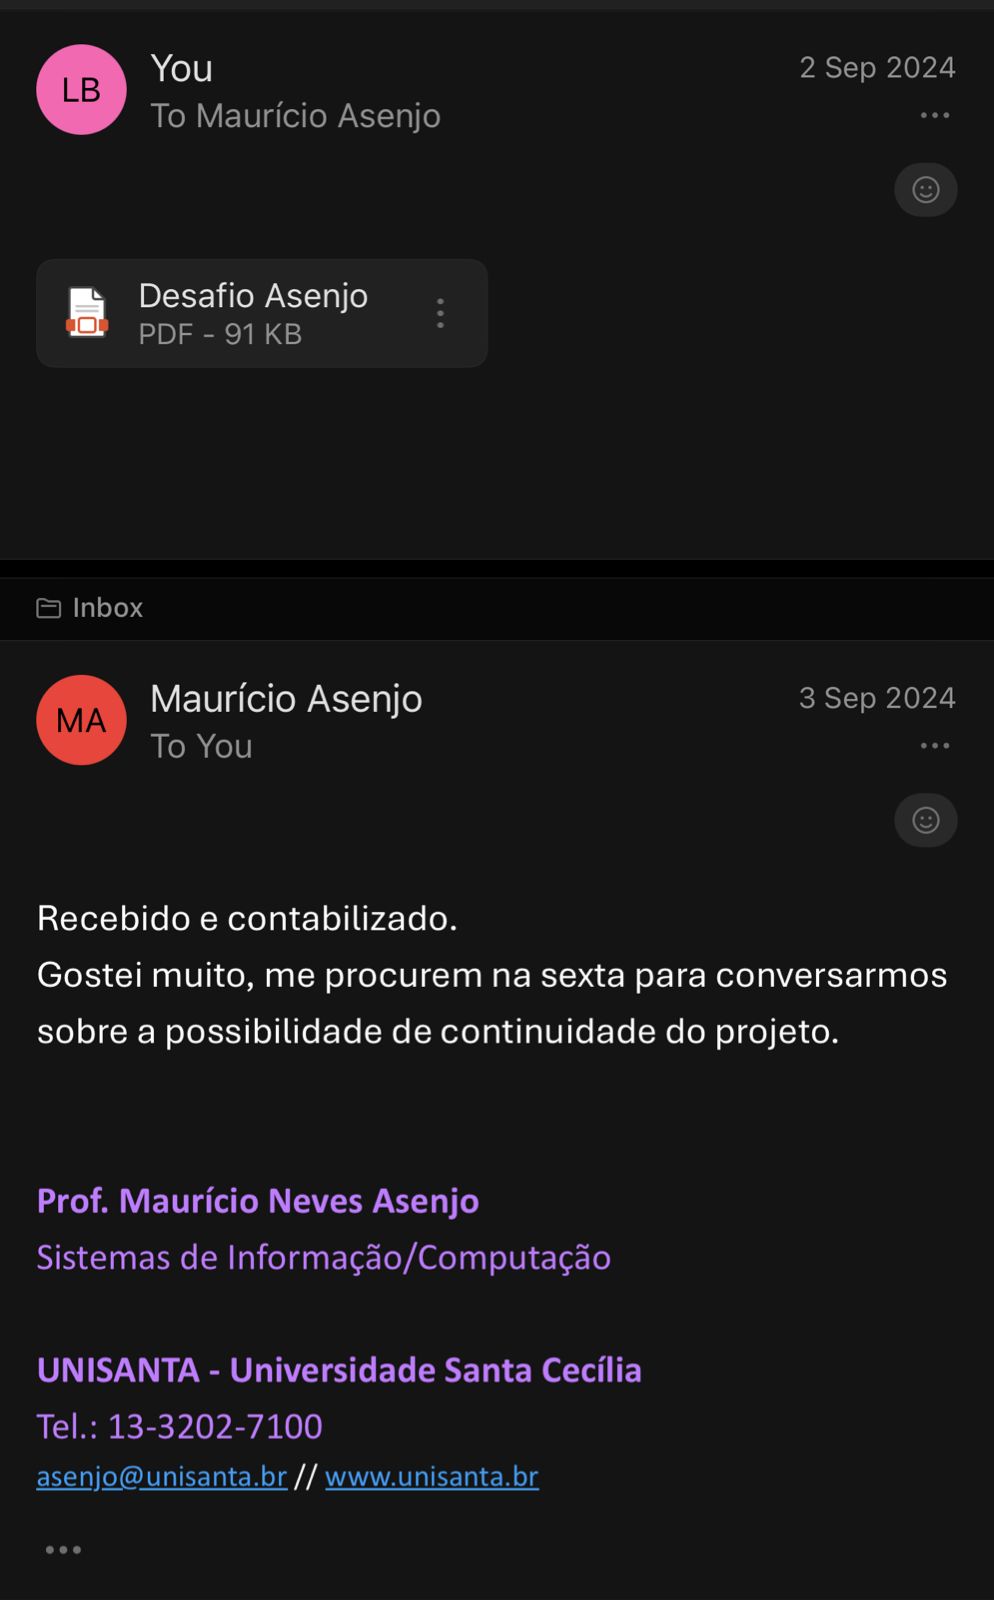 LB
You
2 Sep 2024
To Maurício Asenjo
Desafio Asenjo
PDF - 91 KB
Inbox
MA
Maurício Asenjo
3 Sep 2024
To You
Recebido e contabilizado.
Gostei muito, me procurem na sexta para conversarmos
sobre a possibilidade de continuidade do projeto.
Prof. Maurício Neves Asenjo
Sistemas de Informação/Computação
UNISANTA - Universidade Santa Cecília
Tel.: 13-3202-7100
asenjo@unisanta.br // www.unisanta.br